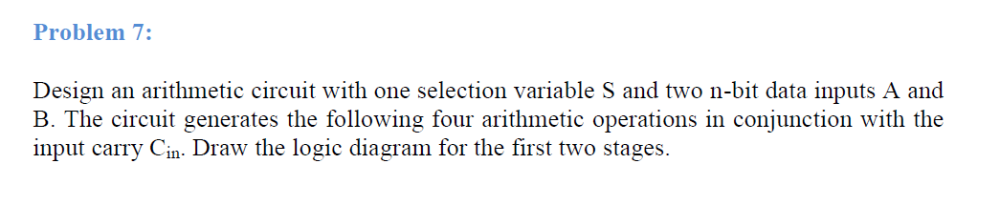 Problem 7:
Design an arithmetic circuit with one selection variable S and two n-bit data inputs A and
B. The circuit generates the following four arithmetic operations in conjunction with the
input carry Cin. Draw the logic diagram for the first two stages.